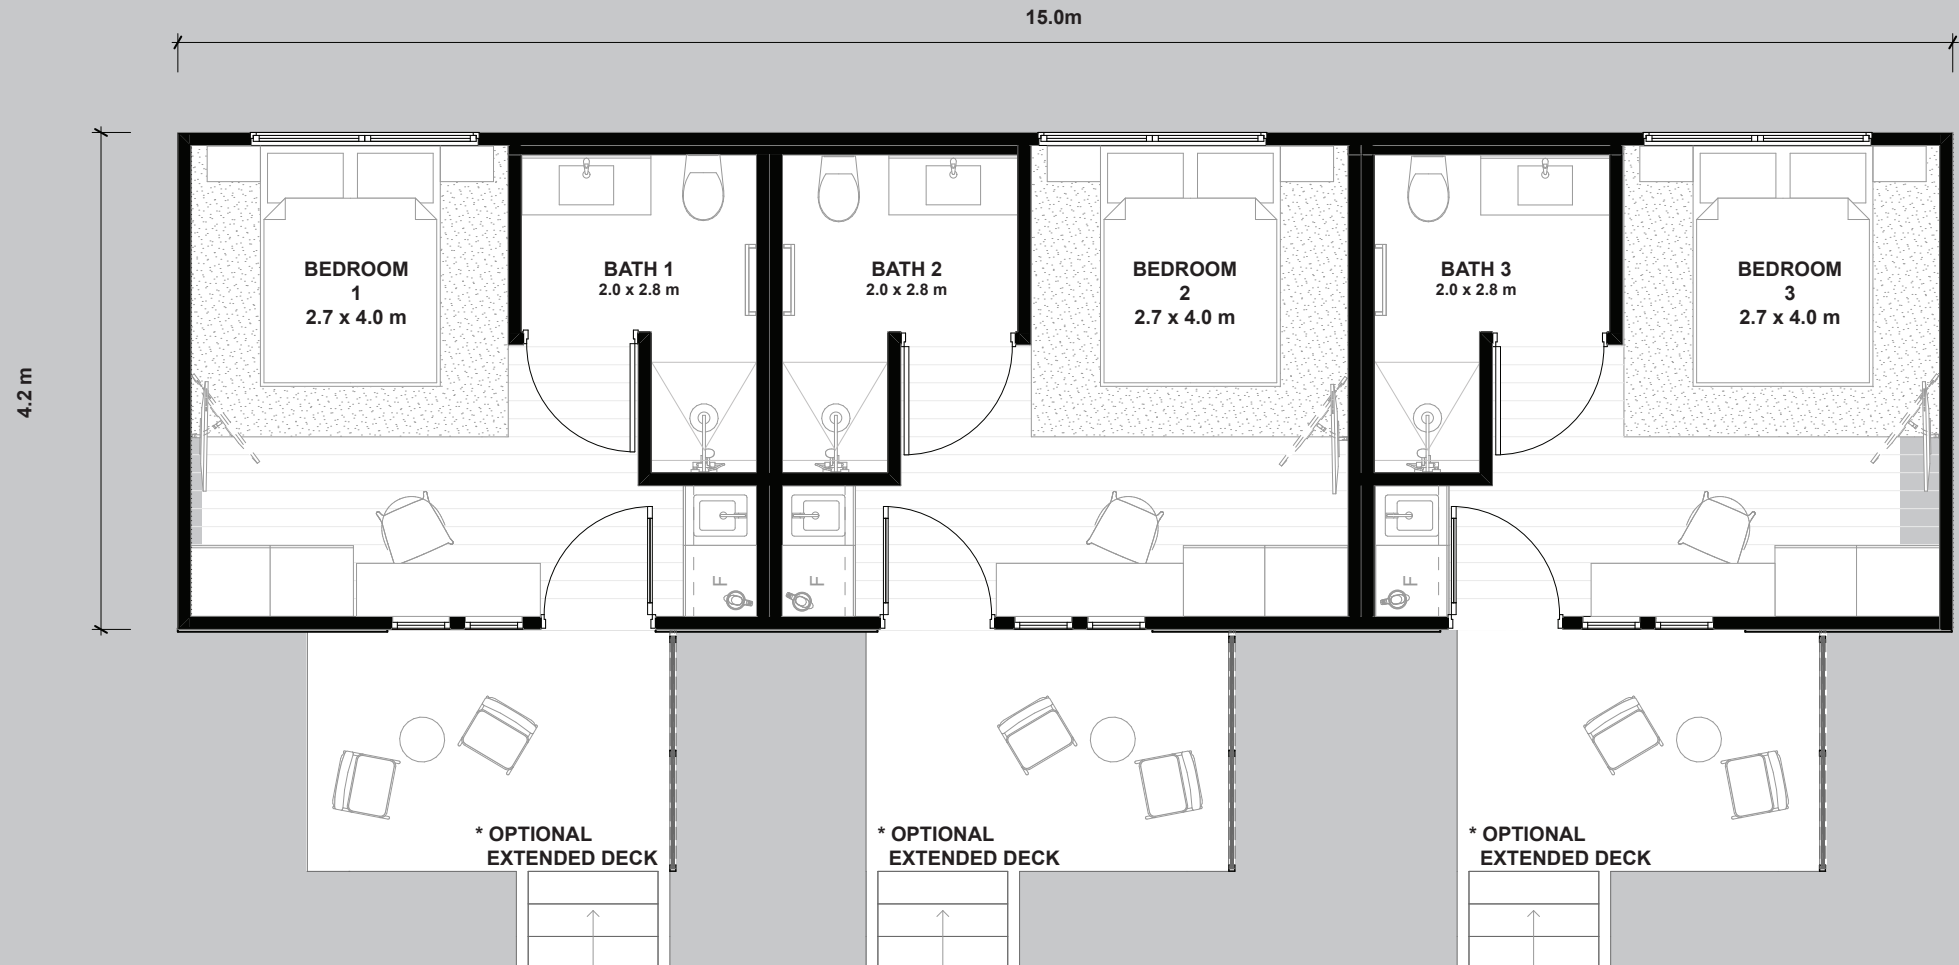 15.0m
4.2 m
BEDROOM
1
2.7 x 4.0 m
BATH 1
2.0 x 2.8 m
BATH 2
2.0 x 2.8 m
BEDROOM
2
2.7 x 4.0 m
BATH 3
2.0 x 2.8 m
BEDROOM
3
2.7 x 4.0 m
F
F
F
* OPTIONAL
EXTENDED DECK
* OPTIONAL
EXTENDED DECK
* OPTIONAL
EXTENDED DECK